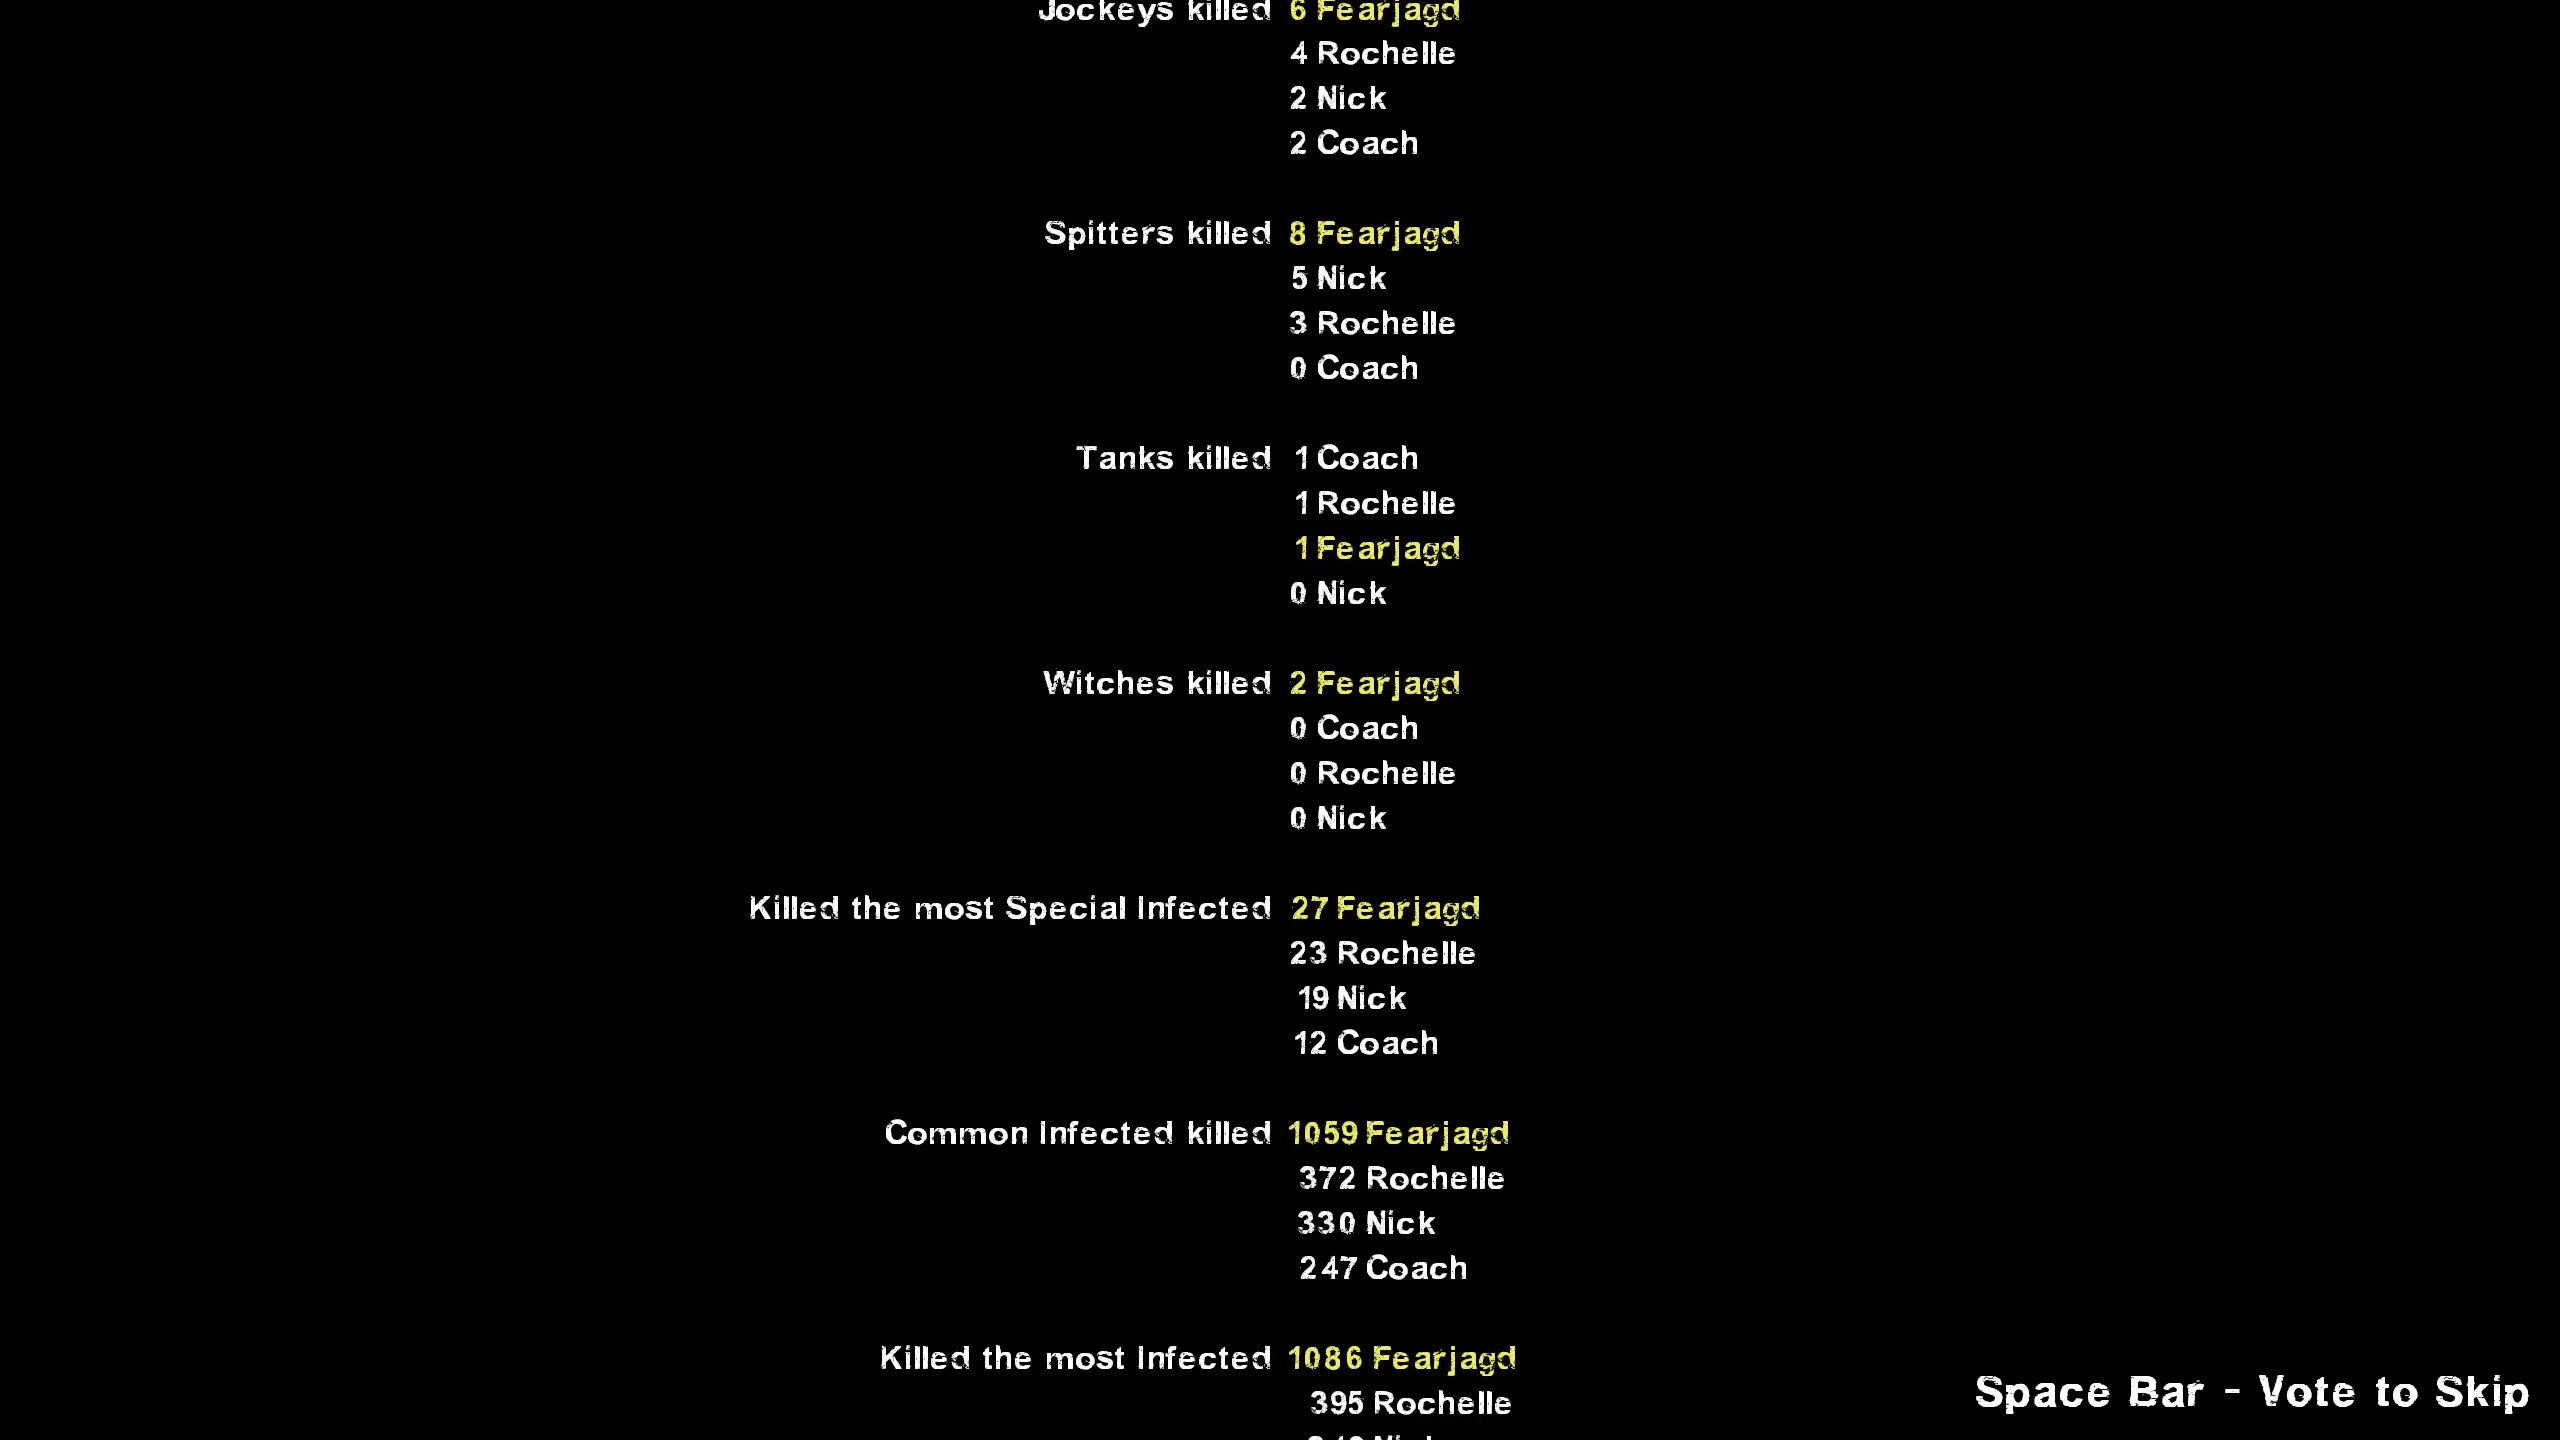 Jockeys killed 6 Fearjagd
4 Rochelle
2 Nick
2 Coach
Spitters killed 8 Fearjagd
5 Nick
3 Rochelle
0 Coach
Tanks killed 1 Coach
1 Rochelle
1 Fearjagd
0 Nick
Witches killed 2 Fearjagd
0 Coach
0 Rochelle
0 Nick
Killed the most Special Infected 27 Fearjagd
23 Rochelle
19 Nick
12 Coach
Common Infected killed 1059 Fearjagd
372 Rochelle
330 Nick
247 Coach
Killed the most Infected 1086 Fearjagd
395 Rochelle
Space Bar - Vote to Skip